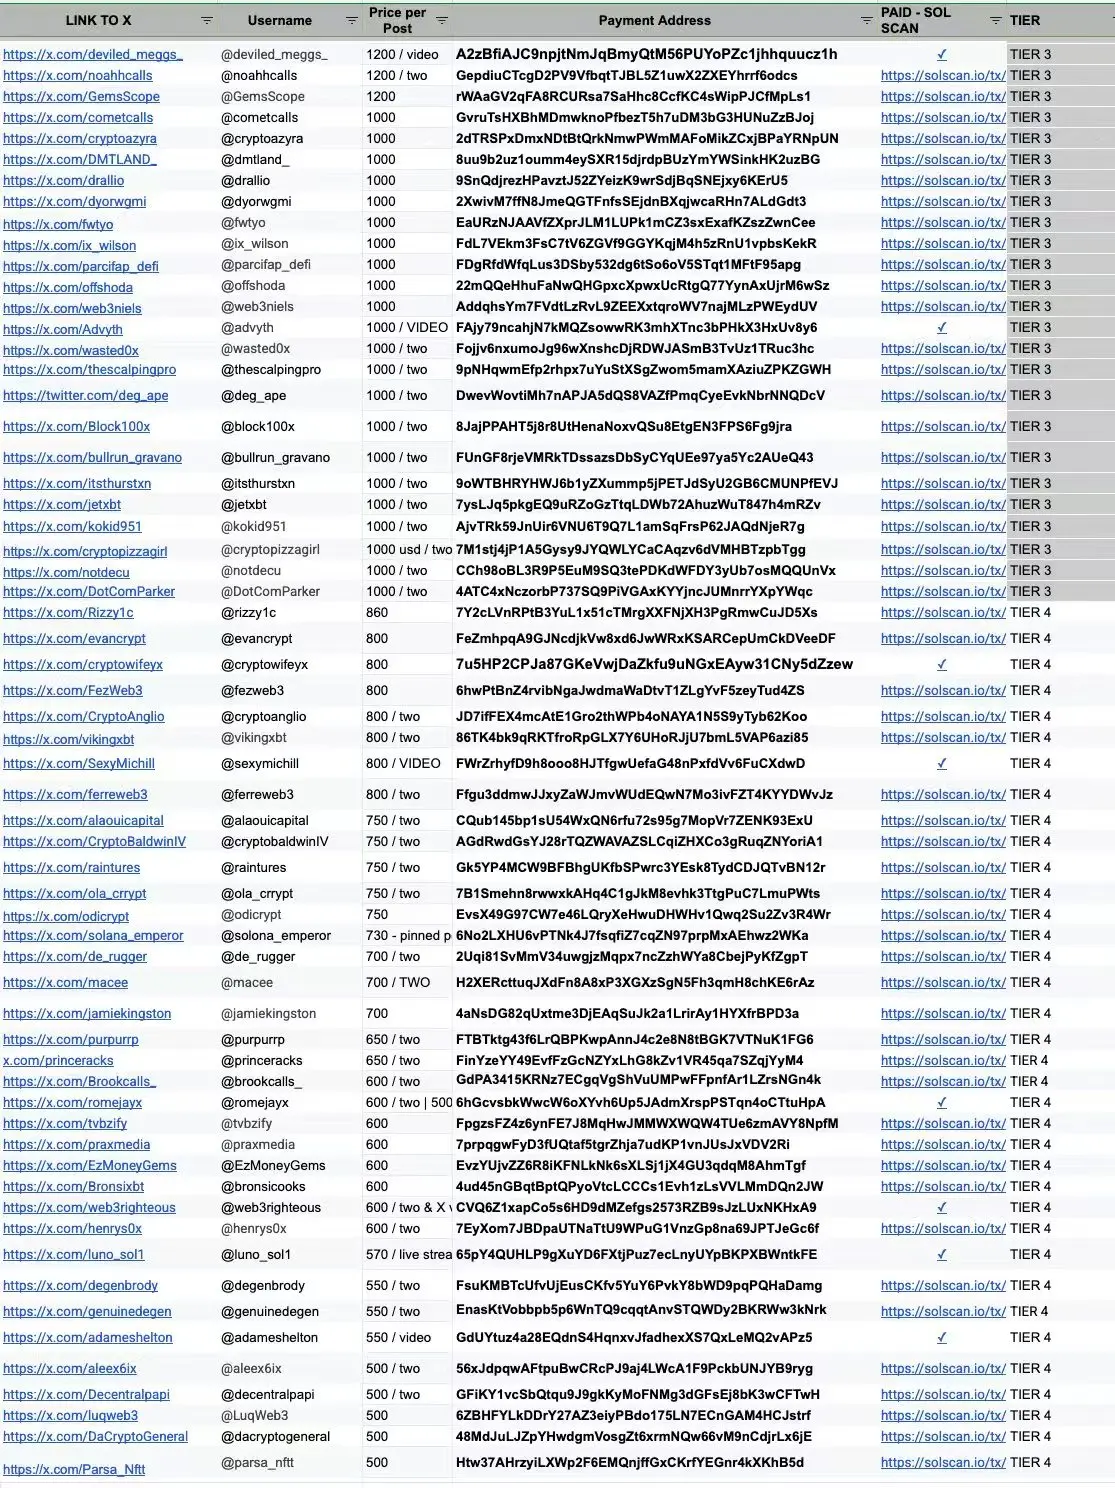 LINK TO X Username Price per Post Payment Address PAID - SOL SCAN TIER
https://x.com/deviled_meggs_ @deviled_meggs_ 1200 / video A2zBfiAJC9npjtNmJqBmyQtM56PUYoPZc1jhhquucz1h ✓ TIER 3
https://x.com/noahhcalls @noahhcalls 1200 / two GepdiuCTcgD2PV9VfbqtTJBL5Z1uwX2ZXEYhrrf6odcs https://solscan.io/tx/ TIER 3
https://x.com/GemsScope @GemsScope 1200 rWAaGV2qFA8RCURsa7SaHhc8CcfKC4sWipPJCfMpLs1 https://solscan.io/tx/ TIER 3
https://x.com/cometcalls @cometcalls 1000 GvruTsHXBhMDmwknoPfbezT5h7uDM3bG3HUNuZzBJoj https://solscan.io/tx/ TIER 3
https://x.com/cryptoazyra @cryptoazyra 1000 2dTRSPxDmxNDtBtQrkNmwPWmMAFoMikZCxjBPaYRNpUN https://solscan.io/tx/ TIER 3
https://x.com/DMTLAND_ @dmtland_ 1000 8uu9b2uz1oumm4eySXR15djrdpBUzYmYWSinkHK2uzBG https://solscan.io/tx/ TIER 3
https://x.com/drallio @drallio 1000 9SnQdjrezHPavztJ52ZYeizK9wrSdjBqSNEjxy6KErU5 https://solscan.io/tx/ TIER 3
https://x.com/dyorwgmi @dyorwgmi 1000 2XwivM7ffN8JmeQGTFnfsSEjdnBXqjwcaRHn7ALdGdt3 https://solscan.io/tx/ TIER 3
https://x.com/fwtyo @fwtyo 1000 EaURzNJAAVfZXprJLM1LUPk1mCZ3sxExafKZszZwnCee https://solscan.io/tx/ TIER 3
https://x.com/ix_wilson @ix_wilson 1000 FdL7VEkm3FsC7tV6ZGVf9GGYKqjM4h5zRnU1vpbsKekR https://solscan.io/tx/ TIER 3
https://x.com/parcifap_defi @parcifap_defi 1000 FDgRfdWfqLus3DSby532dg6tSo6oV5STqt1MFtF95apg https://solscan.io/tx/ TIER 3
https://x.com/offshoda @offshoda 1000 22mQQeHhuFaNwQHGpxcXpwxUcRtgQ77YynAxUjrM6wSz https://solscan.io/tx/ TIER 3
https://x.com/web3niels @web3niels 1000 AddqhsYm7FVdtLzRvL9ZEEXxtqroWV7najMLzPWEydUV https://solscan.io/tx/ TIER 3
https://x.com/Advyth @advyth 1000 / VIDEO FAjy79ncahjN7kMQZsowwRK3mhXTnc3bPHkX3HxUv8y6 ✓ TIER 3
https://x.com/wasted0x @wasted0x 1000 / two Fojjv6nxumoJg96wXnshcDjRDWJASmB3TvUz1TRuc3hc https://solscan.io/tx/ TIER 3
https://x.com/thescalpingpro @thescalpingpro 1000 / two 9pNHqwmEfp2rhpx7uYuStXSgZwom5mamXAziuZPKZGWH https://solscan.io/tx/ TIER 3
https://twitter.com/deg_ape @deg_ape 1000 / two DwevWovtiMh7nAPJA5dQS8VAZfPmqCyeEvkNbrNNQDcV https://solscan.io/tx/ TIER 3
https://x.com/Block100x @block100x 1000 / two 8JajPPAHT5j8r8UtHenaNoxvQSu8EtgEN3FPS6Fg9jra https://solscan.io/tx/ TIER 3
https://x.com/bullrun_gravano @bullrun_gravano 1000 / two FUnGF8rjeVMRkTDssazsDbSyCYqUEe97ya5Yc2AUeQ43 https://solscan.io/tx/ TIER 3
https://x.com/itsthurstxn @itsthurstxn 1000 / two 9oWTBHRYHWJ6b1yZXummp5jPETJdSyU2GB6CMUNPfEVJ https://solscan.io/tx/ TIER 3
https://x.com/jetxbt @jetxbt 1000 / two 7ysLJq5pkgEQ9uRZoGzTtqLDWb72AhuzWuT847h4mRZv https://solscan.io/tx/ TIER 3
https://x.com/kokid951 @kokid951 1000 / two AjvTRk59JnUir6VNU6T9Q7L1amSqFrsP62JAQdNjeR7g https://solscan.io/tx/ TIER 3
https://x.com/cryptopizzagirl @cryptopizzagirl 1000 usd / two 7M1stj4jP1A5Gysy9JYQWLYCaCAqzv6dVMHBTzpbTgg https://solscan.io/tx/ TIER 3
https://x.com/notdecu @notdecu 1000 / two CCh98oBL3R9P5EuM9SQ3tePDKdWFDY3yUb7osMQQUnVx https://solscan.io/tx/ TIER 3
https://x.com/DotComParker @DotComParker 1000 / two 4ATC4xNczorbP737SQ9PiVGAxKYYjncJUMnrrYXpYWqc https://solscan.io/tx/ TIER 3
https://x.com/Rizzy1c @rizzy1c 860 7Y2cLVnRPtB3YuL1x51cTMrgXXFNjXH3PgRmwCuJD5Xs https://solscan.io/tx/ TIER 4
https://x.com/evancrypt @evancrypt 800 FeZmhpqA9GJNcdjkVw8xd6JwWRxKSARCepUmCkDVeeDF https://solscan.io/tx/ TIER 4
https://x.com/cryptowifeyx @cryptowifeyx 800 7u5HP2CPJa87GKeVwjDaZkfu9uNGxEAyw31CNy5dZzew ✓ TIER 4
https://x.com/FezWeb3 @fezweb3 800 6hwPtBnZ4rvibNgaJwdmaWaDtvT1ZLgYvF5zeyTud4ZS https://solscan.io/tx/ TIER 4
https://x.com/CryptoAnglio @cryptoanglio 800 / two JD7ifFEX4mcAtE1Gro2thWPb4oNAYA1N5S9yTyb62Koo https://solscan.io/tx/ TIER 4
https://x.com/vikingxbt @vikingxbt 800 / two 86TK4bk9qRKTfroRpGLX7Y6UHoRJjU7bmL5VAP6azi85 https://solscan.io/tx/ TIER 4
https://x.com/SexyMichill @sexymichill 800 / VIDEO FWrZrhyfD9h8ooo8HJTfgwUefaG48nPxfdVv6FuCXdwD ✓ TIER 4
https://x.com/ferreweb3 @ferreweb3 800 / two Ffgu3ddmwJJxyZaWJmvWUdEQwN7Mo3ivFZT4KYYDWvJz https://solscan.io/tx/ TIER 4
https://x.com/alaouicapital @alaouicapital 750 / two CQub145bp1sU54WxQN6rfu72s95g7MopVr7ZENK93ExU https://solscan.io/tx/ TIER 4
https://x.com/CryptoBaldwinIV @cryptobaldwinIV 750 / two AGdRwdGsYJ28rTQZWAVAZSLCqiZHXCo3gRuqZNYoriA1 https://solscan.io/tx/ TIER 4
https://x.com/raintures @raintures 750 / two Gk5YP4MCW9BFBhgUKfbSPwrc3YEsk8TydCDJQTvBN12r https://solscan.io/tx/ TIER 4
https://x.com/ola_crrypt @ola_crrypt 750 / two 7B1Smehn8rwwxkAHq4C1gJkM8evhk3TtgPuC7LmuPWts https://solscan.io/tx/ TIER 4
https://x.com/odicrypt @odicrypt 750 EvsX49G97CW7e46LQryXeHwuDHWHv1Qwq2Su2Zv3R4Wr https://solscan.io/tx/ TIER 4
https://x.com/solana_emperor @solona_emperor 730 - pinned p 6No2LXHU6vPTNk4J7fsqfiZ7cqZN97prpMxAEhwz2WKa https://solscan.io/tx/ TIER 4
https://x.com/de_rugger @de_rugger 700 / two 2Uqi81SvMmV34uwgjzMqpx7ncZzhWYa8CbejPyKfZgpT https://solscan.io/tx/ TIER 4
https://x.com/macee @macee 700 / TWO H2XERcttuqJXdFn8A8xP3XGXzSgN5Fh3qmH8chKE6rAz https://solscan.io/tx/ TIER 4
https://x.com/jamiekingston @jamiekingston 700 4aNsDG82qUxtme3DjEAqSuJk2a1LrirAy1HYXfrBPD3a https://solscan.io/tx/ TIER 4
https://x.com/purpurrp @purpurrp 650 / two FTBTktg43f6LrQBPKwpAnnJ4c2e8N8tBGK7VTNuK1FG6 https://solscan.io/tx/ TIER 4
x.com/princeracks @princeracks 650 / two FinYzeYY49EvfFzGcNZYxLhG8kZv1VR45qa7SZqjYyM4 https://solscan.io/tx/ TIER 4
https://x.com/Brookcalls_ @brookcalls_ 600 / two GdPA3415KRNz7ECgqVgShVuUMPwFFpnfAr1LZrsNGn4k https://solscan.io/tx/ TIER 4
https://x.com/romejayx @romejayx 600 / two | 500 6hGcvsbkWwcW6oXYvh6Up5JAdmXrspPSTqn4oCTtuHpA ✓ TIER 4
https://x.com/tvbzify @tvbzify 600 FpgzsFZ4z6ynFE7J8MqHwJMMWXWQW4TUe6zmAVY8NpfM https://solscan.io/tx/ TIER 4
https://x.com/praxmedia @praxmedia 600 7prpqgwFyD3fUQtaf5tgrZhja7udKP1vnJUsJxVDV2Ri https://solscan.io/tx/ TIER 4
https://x.com/EzMoneyGems @EzMoneyGems 600 EvzYUjvZZ6R8iKFNLkNk6sXLSj1jX4GU3qdqM8AhmTgf https://solscan.io/tx/ TIER 4
https://x.com/Bronsixbt @bronsicooks 600 4ud45nGBqtBptQPyoVtcLCCCs1Evh1zLsVVLMmDQn2JW https://solscan.io/tx/ TIER 4
https://x.com/web3righteous @web3righteous 600 / two & X v CVQ6Z1xapCo5s6HD9dMZefgs2573RZB9sJzLUxNKHxA9 ✓ TIER 4
https://x.com/henrys0x @henrys0x 600 / two 7EyXom7JBDpaUTNaTtU9WPuG1VnzGp8na69JPTJeGc6f https://solscan.io/tx/ TIER 4
https://x.com/luno_sol1 @luno_sol1 570 / live strea 65pY4QUHLP9gXuYD6FXtjPuz7ecLnyUYpBKPXBWntkFE ✓ TIER 4
https://x.com/degenbrody @degenbrody 550 / two FsuKMBTcUfvUjEusCKfv5YuY6PvkY8bWD9pqPQHaDamg https://solscan.io/tx/ TIER 4
https://x.com/genuinedegen @genuinedegen 550 / two EnasKtVobbpb5p6WnTQ9cqqtAnvSTQWDy2BKRWw3kNrk https://solscan.io/tx/ TIER 4
https://x.com/adameshelton @adameshelton 550 / video GdUYtuz4a28EQdnS4HqnxvJfadhexXS7QxLeMQ2vAPz5 ✓ TIER 4
https://x.com/aleex6ix @aleex6ix 500 / two 56xJdpqwAFtpuBwCRcPJ9aj4LWcA1F9PckbUNJYB9ryg https://solscan.io/tx/ TIER 4
https://x.com/Decentralpapi @decentralpapi 500 / two GFiKY1vcSbQtqu9J9gkKyMoFNMg3dGFsEj8bK3wCFTwH https://solscan.io/tx/ TIER 4
https://x.com/luqweb3 @LuqWeb3 500 6ZBHFYLkDDrY27AZ3eiyPBdo175LN7ECnGAM4HCJstrf https://solscan.io/tx/ TIER 4
https://x.com/DaCryptoGeneral @dacryptogeneral 500 48MdJuLJZpYHwdgmVosgZt6xrmNQw66vM9nCdjrLx6jE https://solscan.io/tx/ TIER 4
https://x.com/Parsa_Nftt @parsa_nftt 500 Htw37AHrzyiLXWp2F6EMQnjffGxCKrfYEGnr4kXKhB5d https://solscan.io/tx/ TIER 4